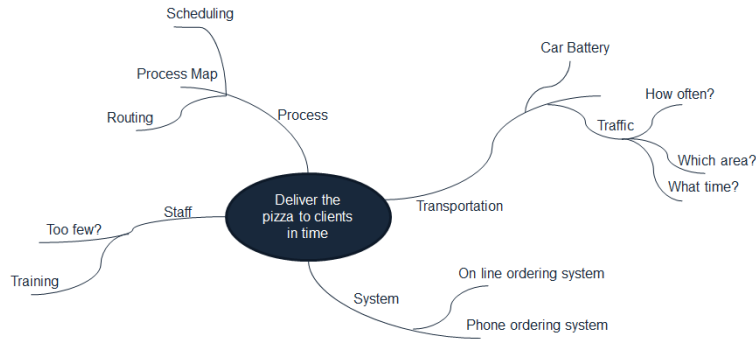 Scheduling
Process Map
Routing
Process
Car Battery
How often?
Traffic
Which area?
What time?
Transportation
Deliver the
pizza to clients
in time
Staff
Too few?
Training
System
On line ordering system
Phone ordering system